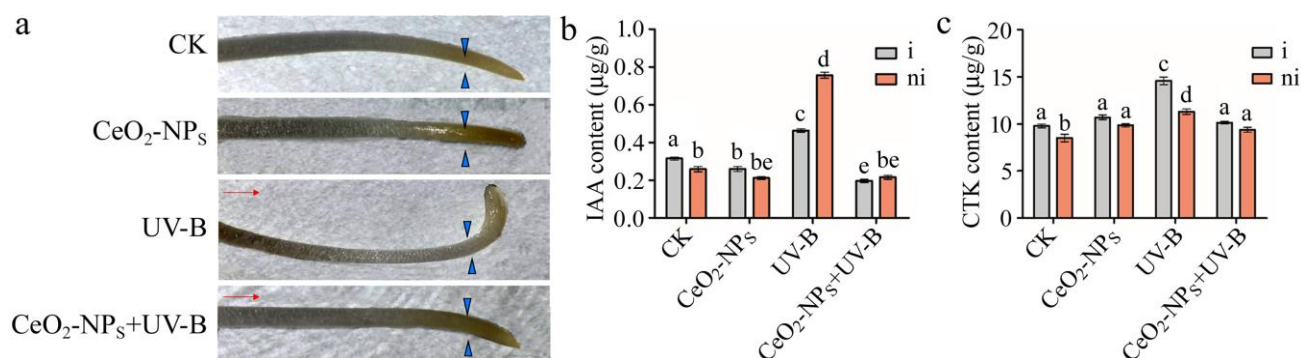 a
CK
CeO₂-NPs
UV-B
CeO₂-NPs+UV-B
b
IAA content (μg/g)
1.0
0.8
0.6
0.4
0.2
0.0
i
ni
a
b
b
be
c
d
e
be
CK
CeO₂-NPs
UV-B
CeO₂-NPs+UV-B
c
CTK content (μg/g)
20
15
10
5
0
i
ni
a
b
a
a
c
d
a
a
CK
CeO₂-NPs
UV-B
CeO₂-NPs+UV-B